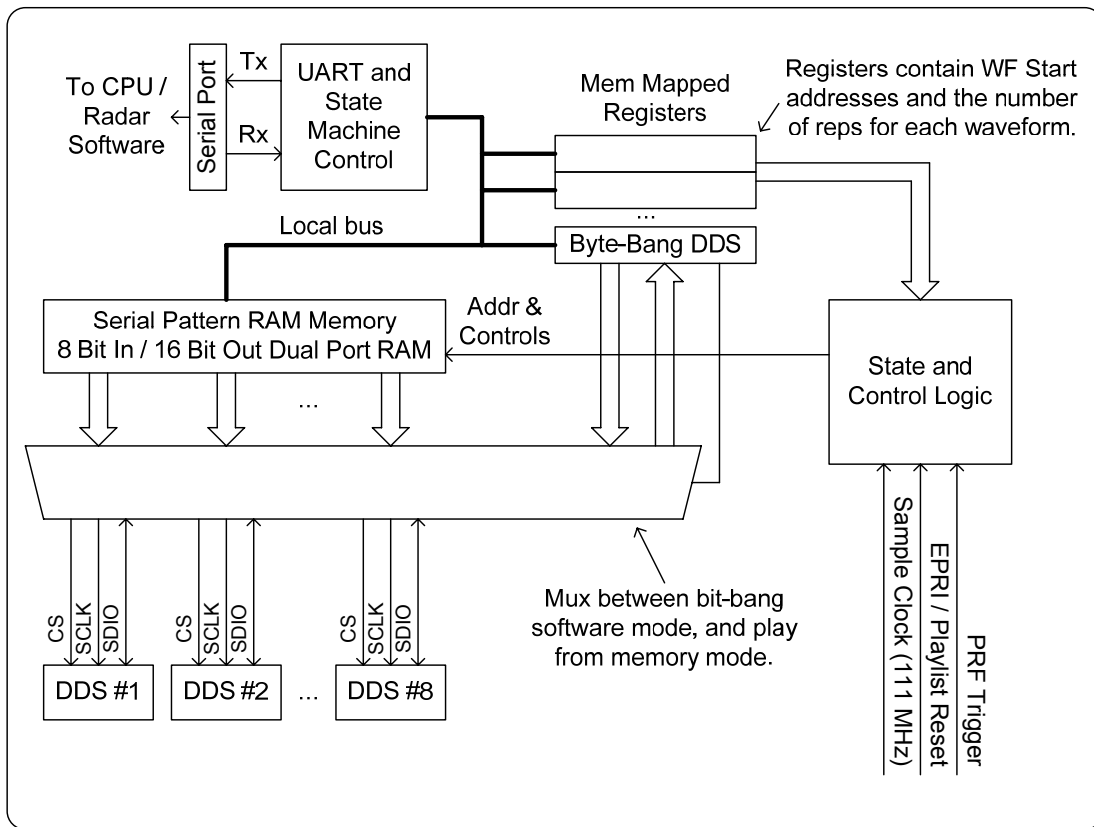 To CPU /
Radar
Software
Serial Port
Tx
Rx
UART and
State
Machine
Control
Mem Mapped
Registers
Registers contain WF Start
addresses and the number
of reps for each waveform.
...
Local bus
Byte-Bang DDS
Serial Pattern RAM Memory
8 Bit In / 16 Bit Out Dual Port RAM
Addr &
Controls
State and
Control Logic
...
CS
SCLK
SDIO
CS
SCLK
SDIO
CS
SCLK
SDIO
DDS #1
DDS #2
...
DDS #8
Mux between bit-bang
software mode, and play
from memory mode.
Sample Clock (111 MHz)
EPRI / Playlist Reset
PRF Trigger